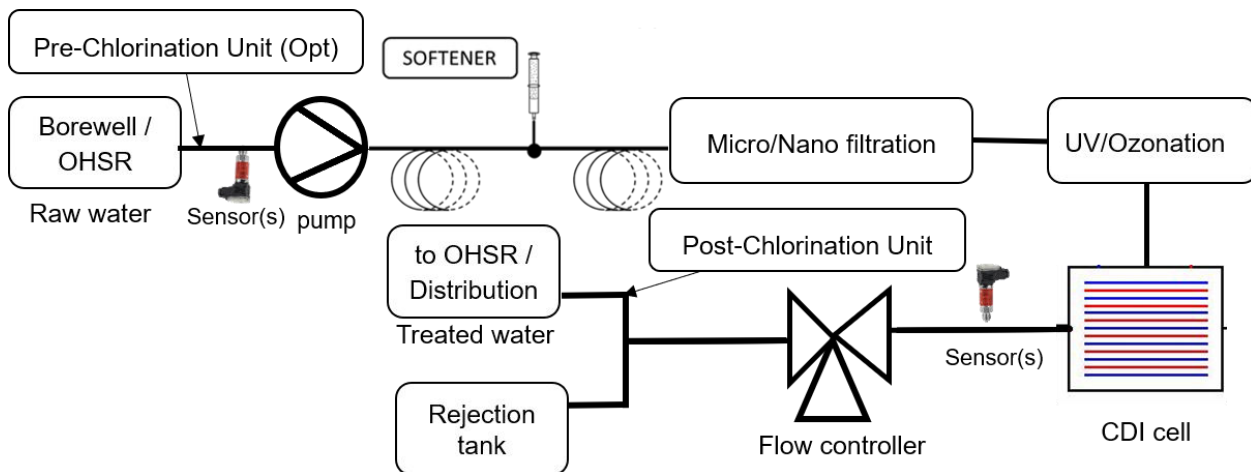 Pre-Chlorination Unit (Opt)
SOFTENER
Borewell /
OHSR
Raw water
Sensor(s)
pump
Micro/Nano filtration
UV/Ozonation
to OHSR /
Distribution
Treated water
Post-Chlorination Unit
Rejection
tank
Flow controller
Sensor(s)
CDI cell